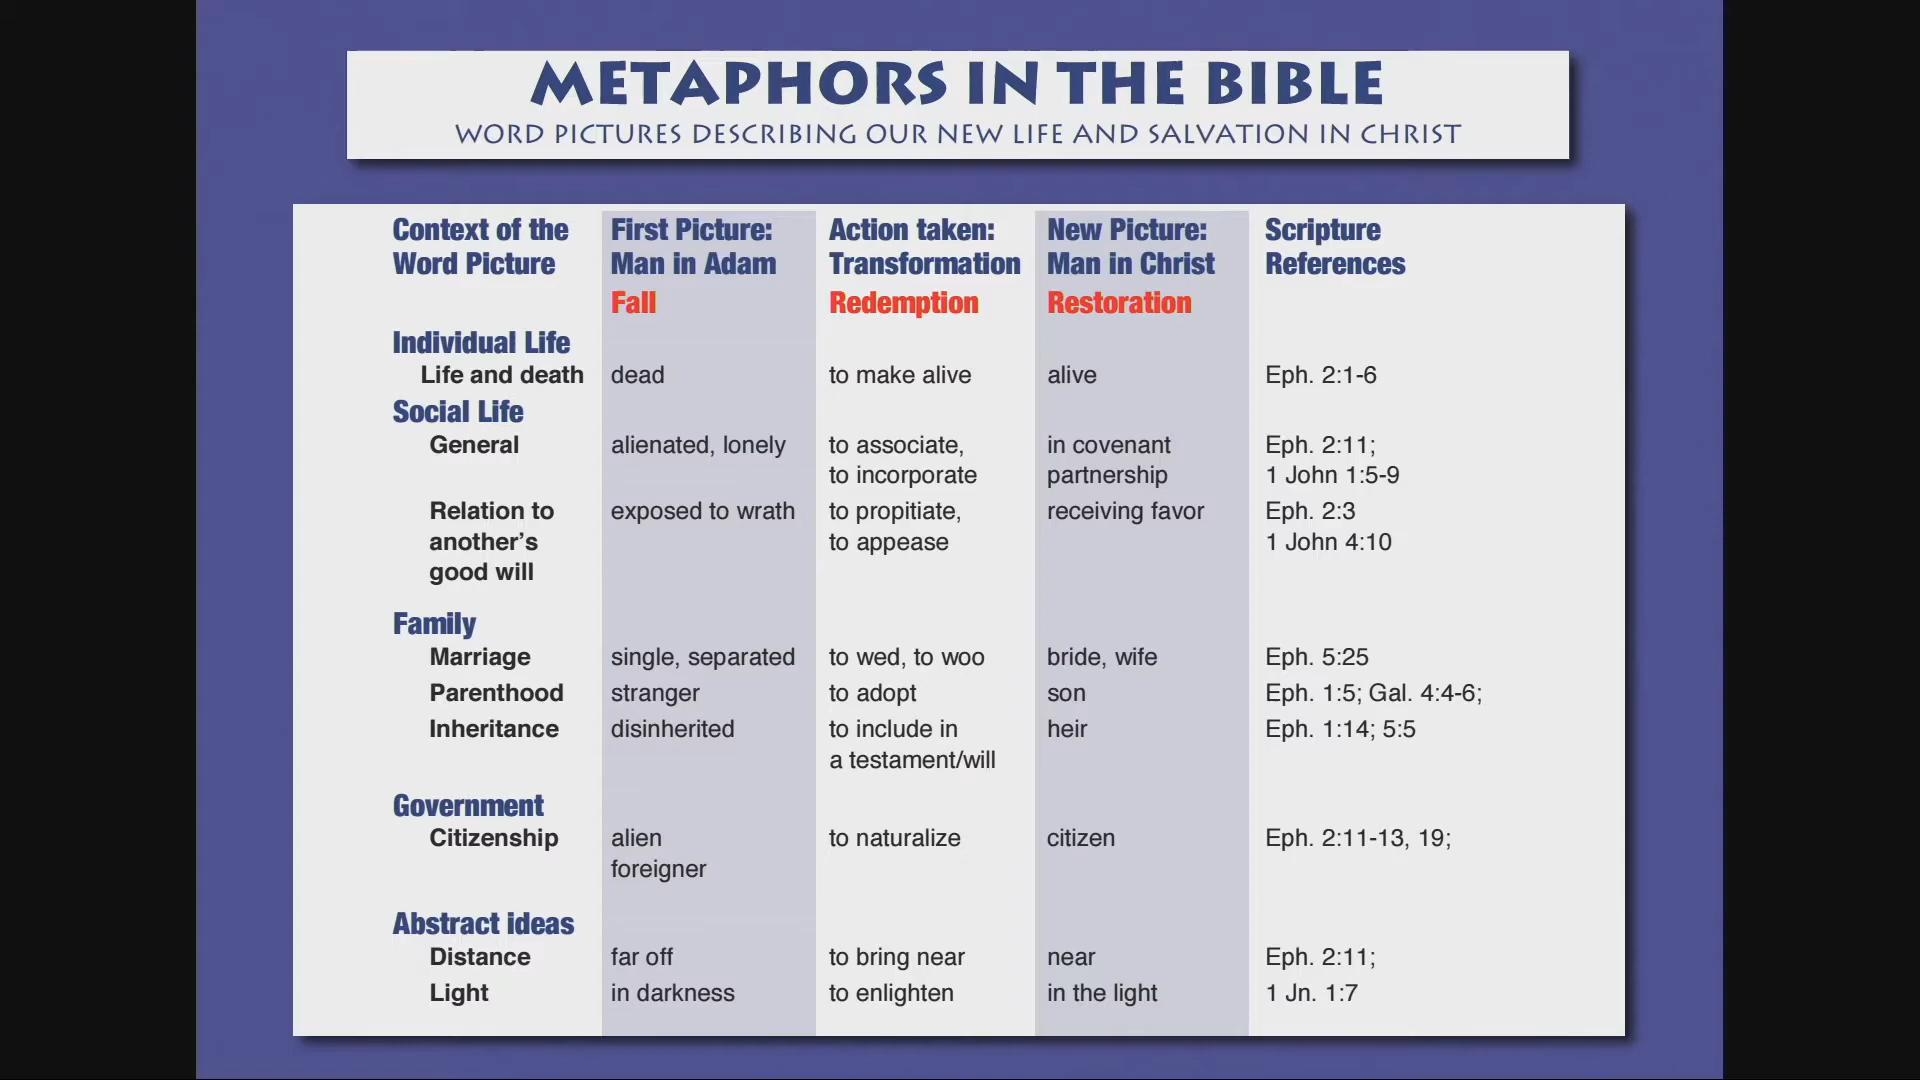 METAPHORS IN THE BIBLE
WORD PICTURES DESCRIBING OUR NEW LIFE AND SALVATION IN CHRIST
Context of the First Picture: Action taken: New Picture: Scripture
Word Picture Man in Adam Transformation Man in Christ References
Fall Redemption Restoration
Individual Life
Life and death dead to make alive alive Eph. 2:1-6
Social Life
General alienated, lonely to associate, in covenant Eph. 2:11;
to incorporate partnership 1 John 1:5-9
Relation to exposed to wrath to propitiate, receiving favor Eph. 2:3
another's to appease 1 John 4:10
good will
Family
Marriage single, separated to wed, to woo bride, wife Eph. 5:25
Parenthood stranger to adopt son Eph. 1:5; Gal. 4:4-6;
Inheritance disinherited to include in heir Eph. 1:14; 5:5
a testament/will
Government
Citizenship alien to naturalize citizen Eph. 2:11-13, 19;
foreigner
Abstract ideas
Distance far off to bring near near Eph. 2:11;
Light in darkness to enlighten in the light 1 Jn. 1:7